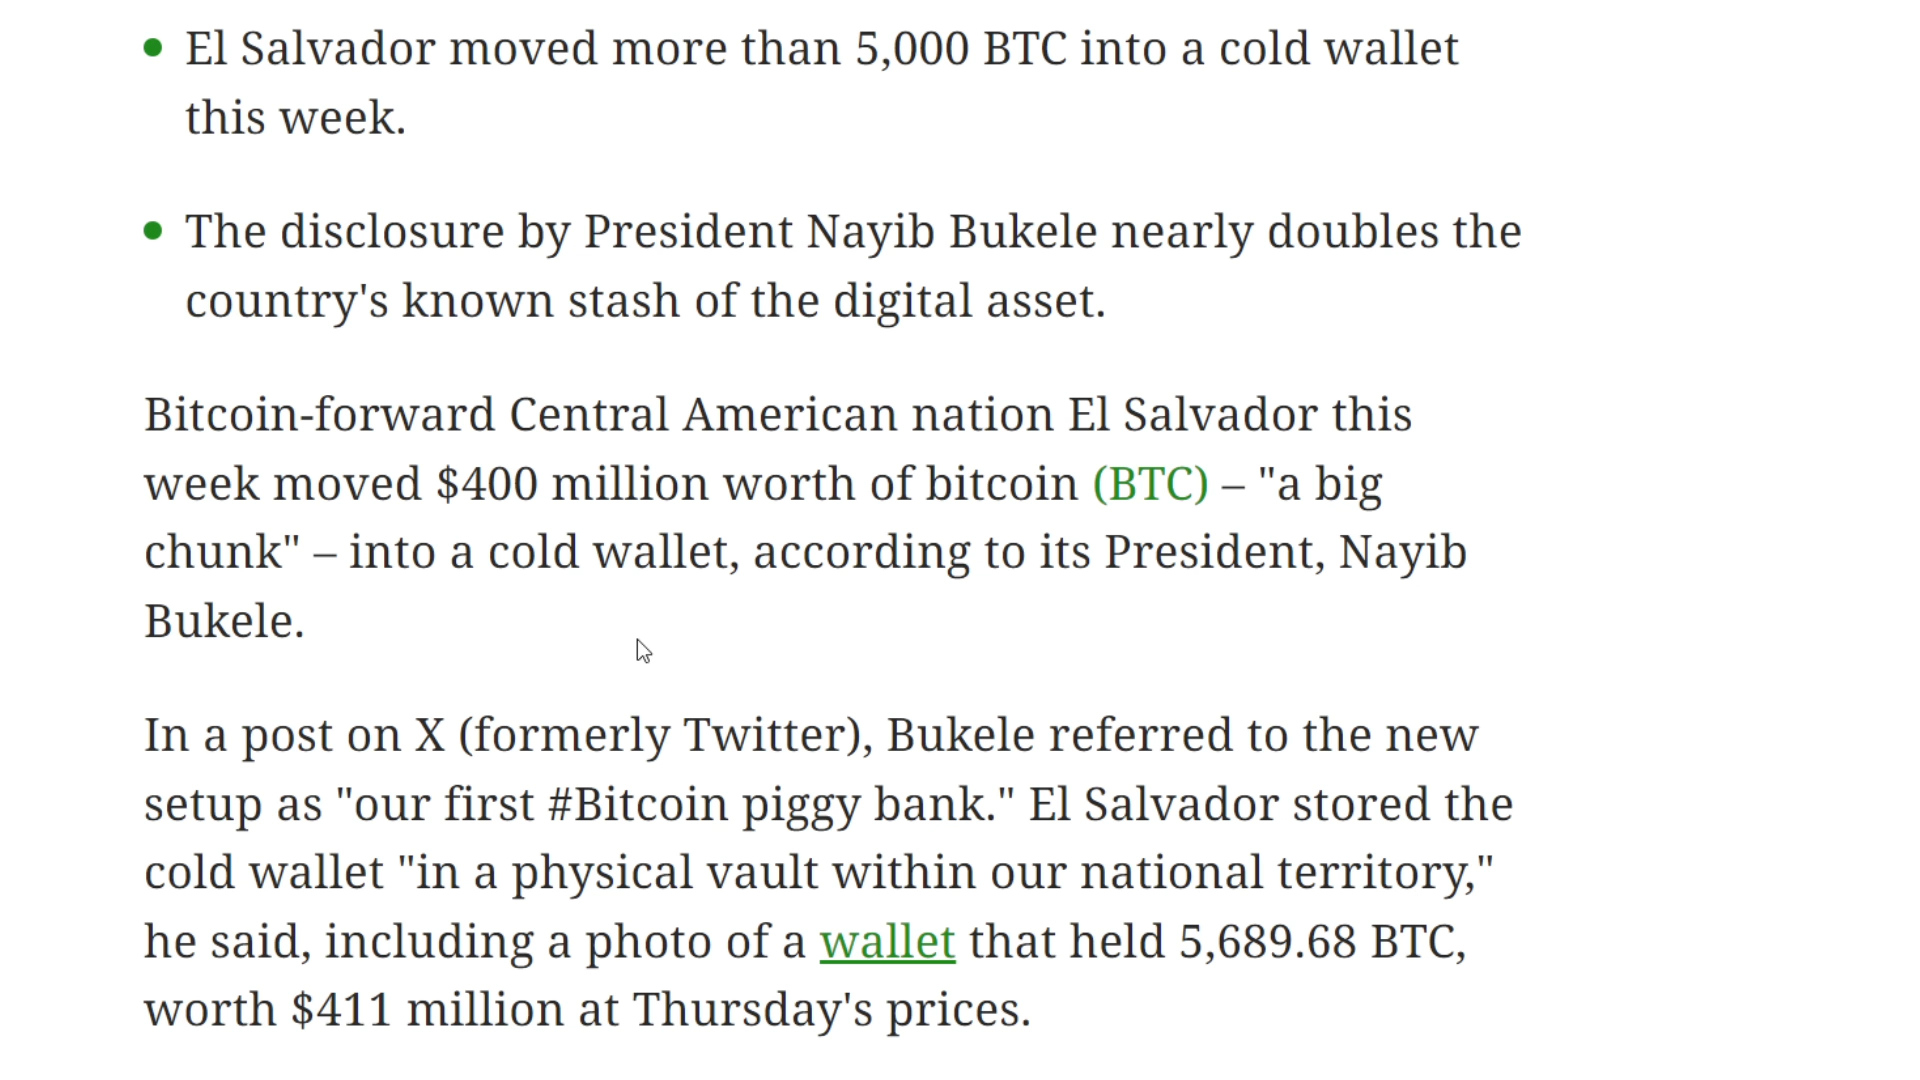 El Salvador moved more than 5,000 BTC into a cold wallet
this week.
The disclosure by President Nayib Bukele nearly doubles the
country's known stash of the digital asset.
Bitcoin-forward Central American nation El Salvador this
week moved $400 million worth of bitcoin (BTC) – "a big
chunk" – into a cold wallet, according to its President, Nayib
Bukele.
In a post on X (formerly Twitter), Bukele referred to the new
setup as "our first #Bitcoin piggy bank." El Salvador stored the
cold wallet "in a physical vault within our national territory,"
he said, including a photo of a wallet that held 5,689.68 BTC,
worth $411 million at Thursday's prices.